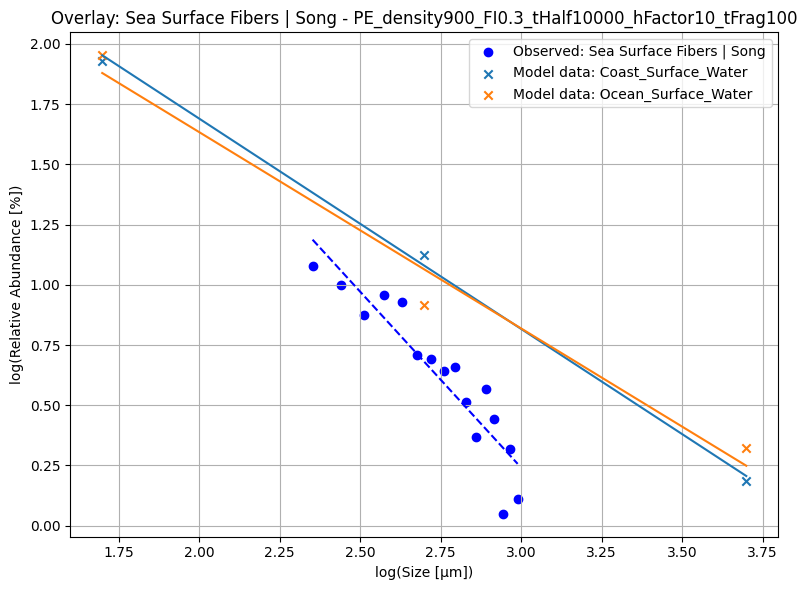 Overlay: Sea Surface Fibers | Song - PE_density900_FI0.3_tHalf10000_hFactor10_tFrag100
Observed: Sea Surface Fibers | Song
Model data: Coast_Surface_Water
Model data: Ocean_Surface_Water
log(Relative Abundance [%])
2.00
1.75
1.50
1.25
1.00
0.75
0.50
0.25
0.00
1.75 2.00 2.25 2.50 2.75 3.00 3.25 3.50 3.75
log(Size [μm])